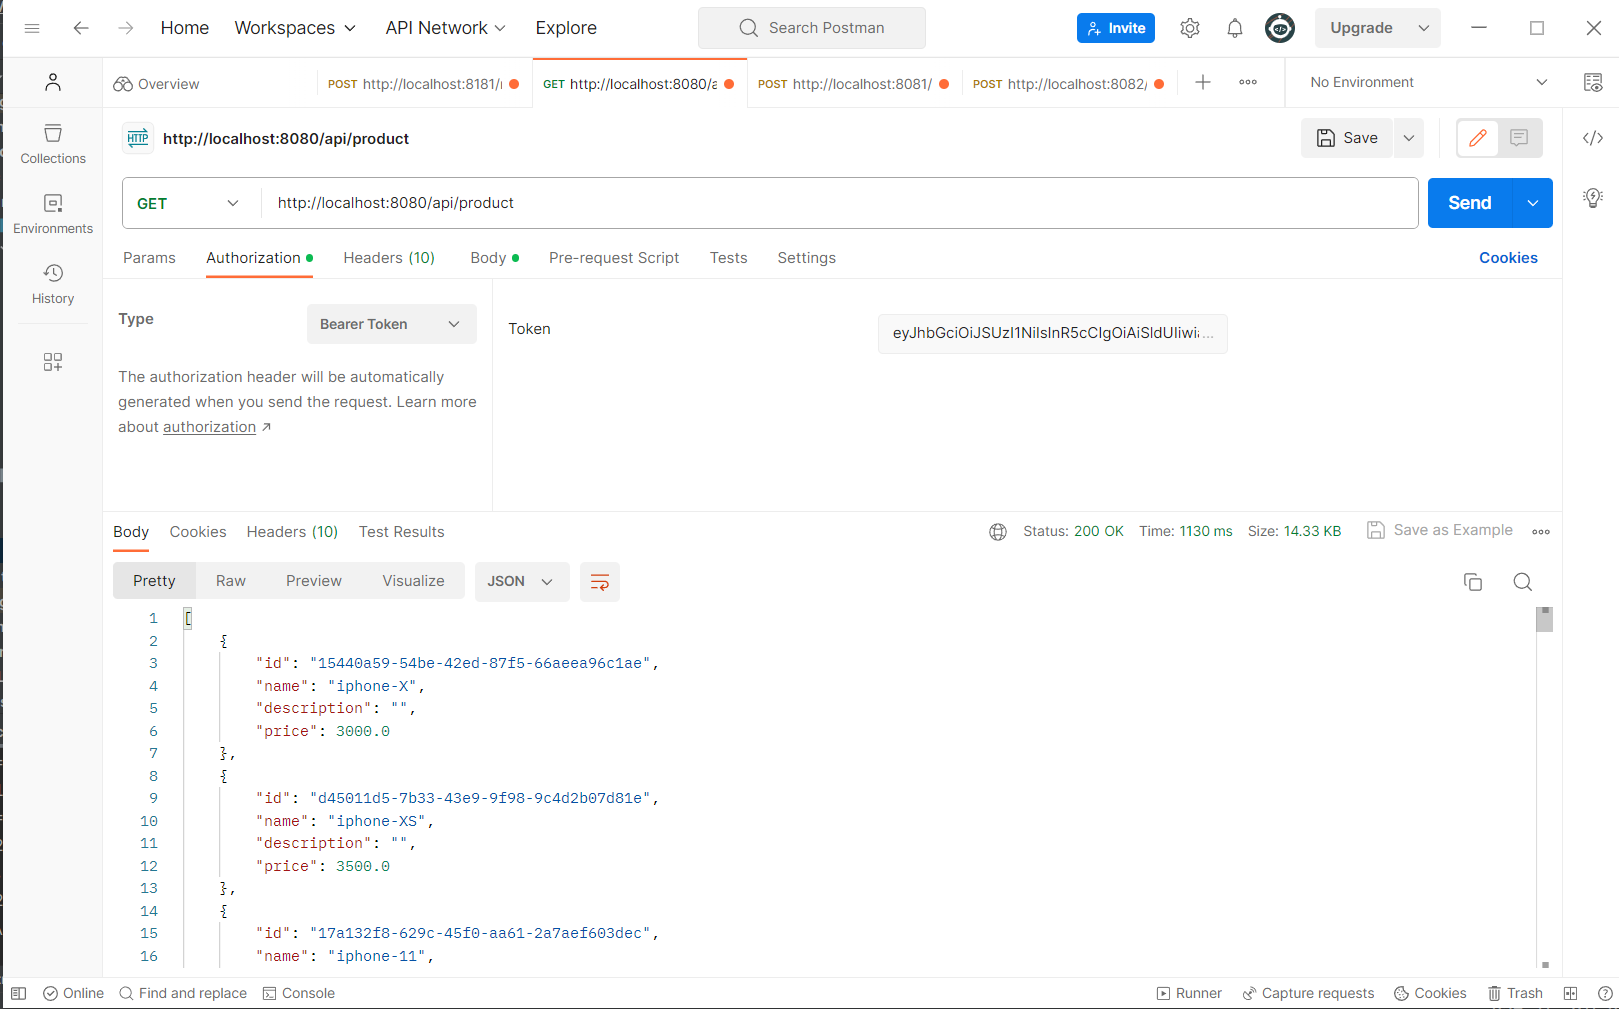 Home Workspaces API Network Explore Search Postman Invite Upgrade
Overview POST http://localhost:8181/ GET http://localhost:8080/a POST http://localhost:8081/ POST http://localhost:8082/ No Environment
Collections
Environments
History
HTTP http://localhost:8080/api/product Save
GET http://localhost:8080/api/product Send
Params Authorization Headers (10) Body Pre-request Script Tests Settings Cookies
Type Bearer Token
The authorization header will be automatically
generated when you send the request. Learn more
about authorization ↗
Token
Body Cookies Headers (10) Test Results Status: 200 OK Time: 1130 ms Size: 14.33 KB Save as Example
Pretty Raw Preview Visualize JSON
1 [
2 {
3 "id": "15440a59-54be-42ed-87f5-66aeea96c1ae",
4 "name": "iphone-X",
5 "description": "",
6 "price": 3000.0
7 },
8 {
9 "id": "d45011d5-7b33-43e9-9f98-9c4d2b07d81e",
10 "name": "iphone-XS",
11 "description": "",
12 "price": 3500.0
13 },
14 {
15 "id": "17a132f8-629c-45f0-aa61-2a7aef603dec",
16 "name": "iphone-11",
Online Find and replace Console Runner Capture requests Cookies Trash